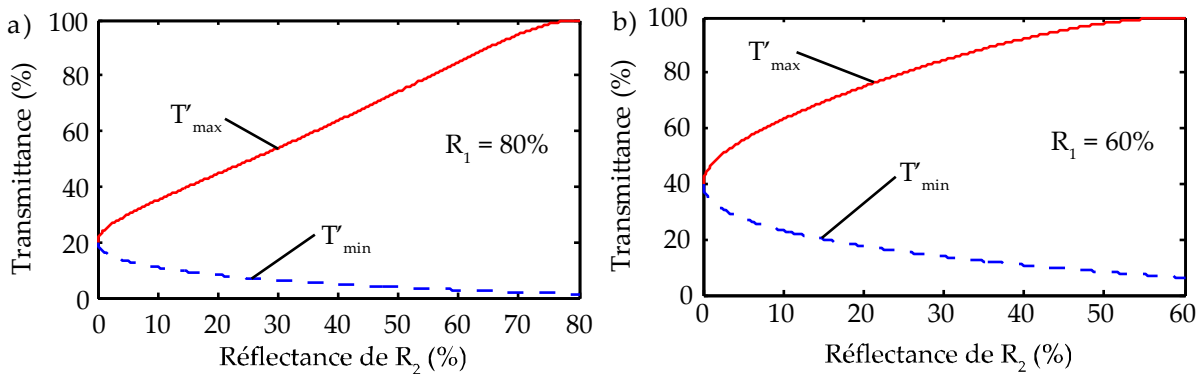 a)
Transmittance (%)
100
80
60
40
20
0
T′max
T′min
R1 = 80%
0 10 20 30 40 50 60 70 80
Réflectance de R2 (%)
b)
Transmittance (%)
100
80
60
40
20
0
T′max
T′min
R1 = 60%
0 10 20 30 40 50 60
Réflectance de R2 (%)